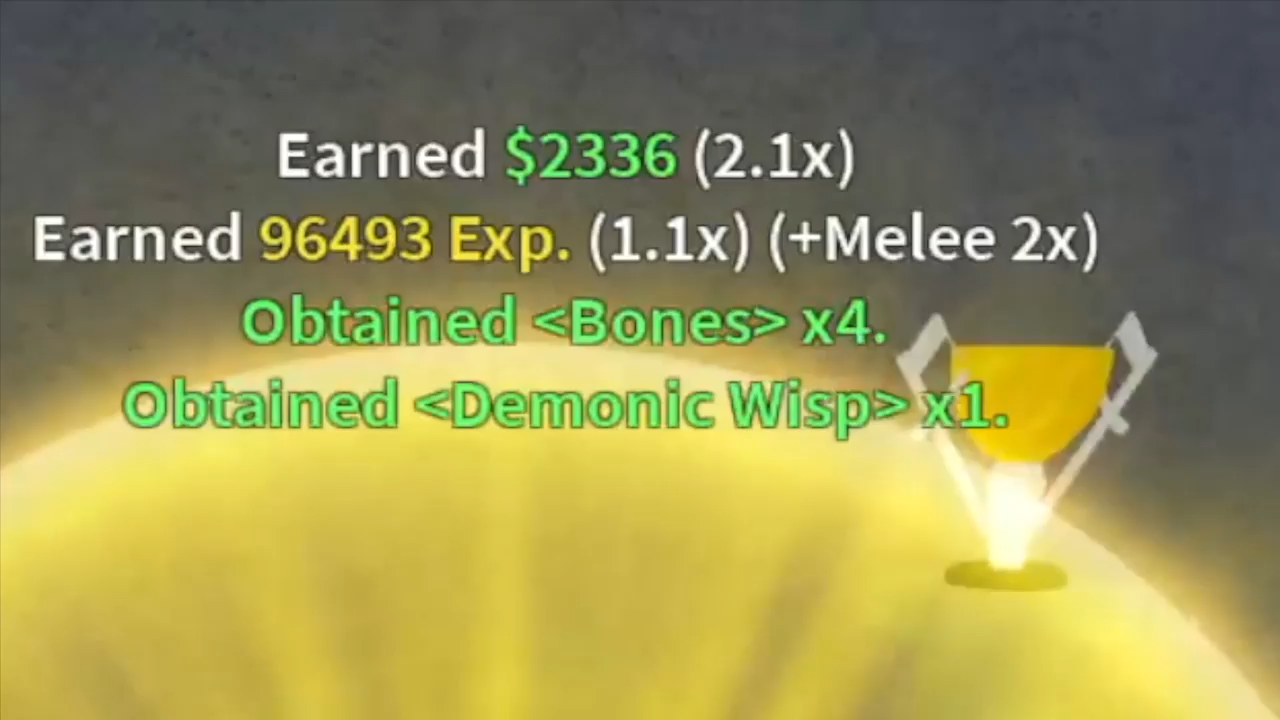 Earned $2336 (2.1x)
Earned 96493 Exp. (1.1x) (+Melee 2x)
Obtained <Bones> x4.
Obtained <Demonic Wisp> x1.